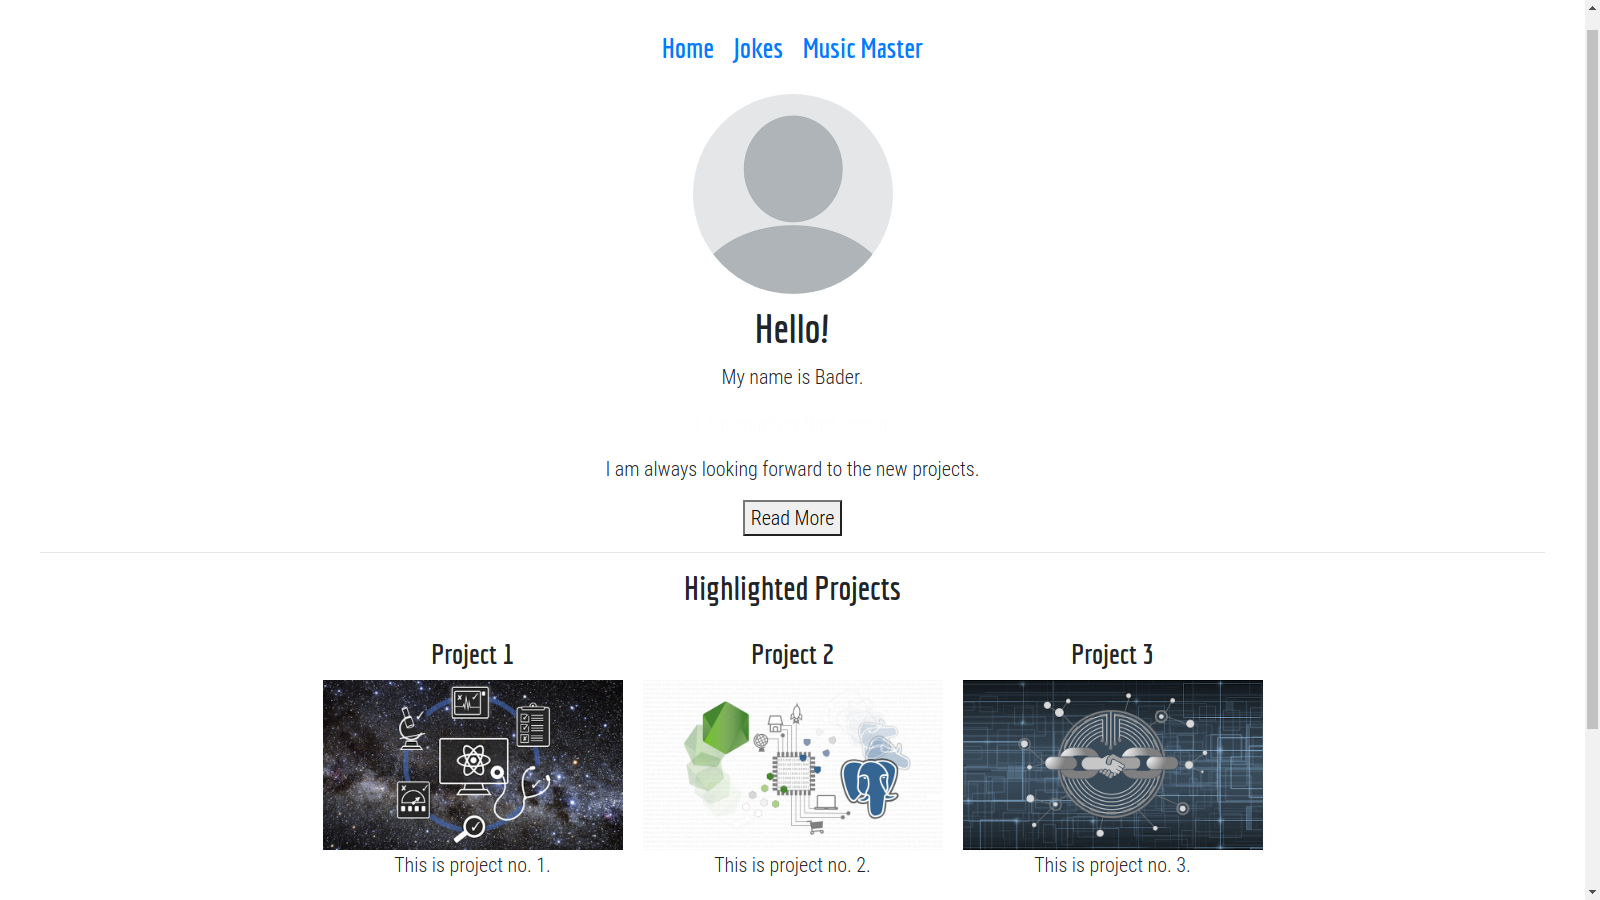 Home Jokes Music Master
Hello!
My name is Bader.
I am always looking forward to the new projects.
Read More
Highlighted Projects
Project 1 Project 2 Project 3
This is project no. 1. This is project no. 2. This is project no. 3.